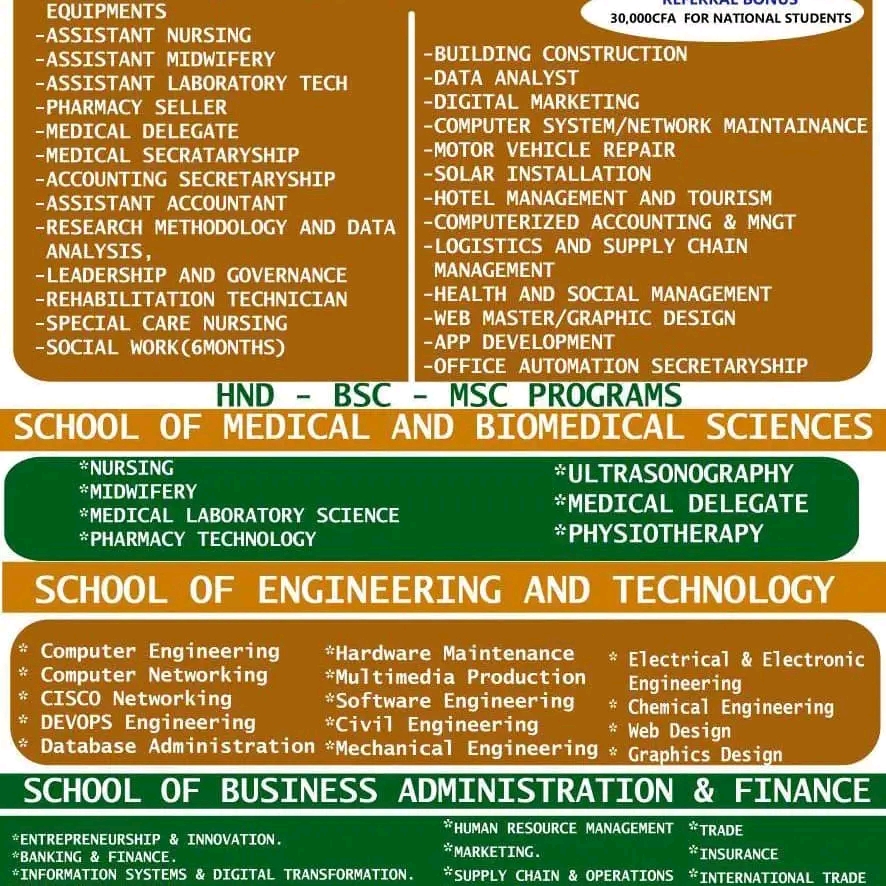 EQUIPMENTS
-ASSISTANT NURSING
-ASSISTANT MIDWIFERY
-ASSISTANT LABORATORY TECH
-PHARMACY SELLER
-MEDICAL DELEGATE
-MEDICAL SECRATARYSHIP
-ACCOUNTING SECRETARYSHIP
-ASSISTANT ACCOUNTANT
-RESEARCH METHODOLOGY AND DATA
ANALYSIS,
-LEADERSHIP AND GOVERNANCE
-REHABILITATION TECHNICIAN
-SPECIAL CARE NURSING
-SOCIAL WORK(6MONTHS)
REFERRAL BONUS
30,000CFA FOR NATIONAL STUDENTS
-BUILDING CONSTRUCTION
-DATA ANALYST
-DIGITAL MARKETING
-COMPUTER SYSTEM/NETWORK MAINTAINANCE
-MOTOR VEHICLE REPAIR
-SOLAR INSTALLATION
-HOTEL MANAGEMENT AND TOURISM
-COMPUTERIZED ACCOUNTING & MNGT
-LOGISTICS AND SUPPLY CHAIN
MANAGEMENT
-HEALTH AND SOCIAL MANAGEMENT
-WEB MASTER/GRAPHIC DESIGN
-APP DEVELOPMENT
-OFFICE AUTOMATION SECRETARYSHIP
HND - BSC - MSC PROGRAMS
SCHOOL OF MEDICAL AND BIOMEDICAL SCIENCES
*NURSING
*MIDWIFERY
*MEDICAL LABORATORY SCIENCE
*PHARMACY TECHNOLOGY
*ULTRASONOGRAPHY
*MEDICAL DELEGATE
*PHYSIOTHERAPY
SCHOOL OF ENGINEERING AND TECHNOLOGY
* Computer Engineering
* Computer Networking
* CISCO Networking
* DEVOPS Engineering
* Database Administration
*Hardware Maintenance
*Multimedia Production
*Software Engineering
*Civil Engineering
*Mechanical Engineering
* Electrical & Electronic
Engineering
* Chemical Engineering
* Web Design
* Graphics Design
SCHOOL OF BUSINESS ADMINISTRATION & FINANCE
*ENTREPRENEURSHIP & INNOVATION.
*BANKING & FINANCE.
*INFORMATION SYSTEMS & DIGITAL TRANSFORMATION.
*HUMAN RESOURCE MANAGEMENT
*MARKETING.
*SUPPLY CHAIN & OPERATIONS
*TRADE
*INSURANCE
*INTERNATIONAL TRADE